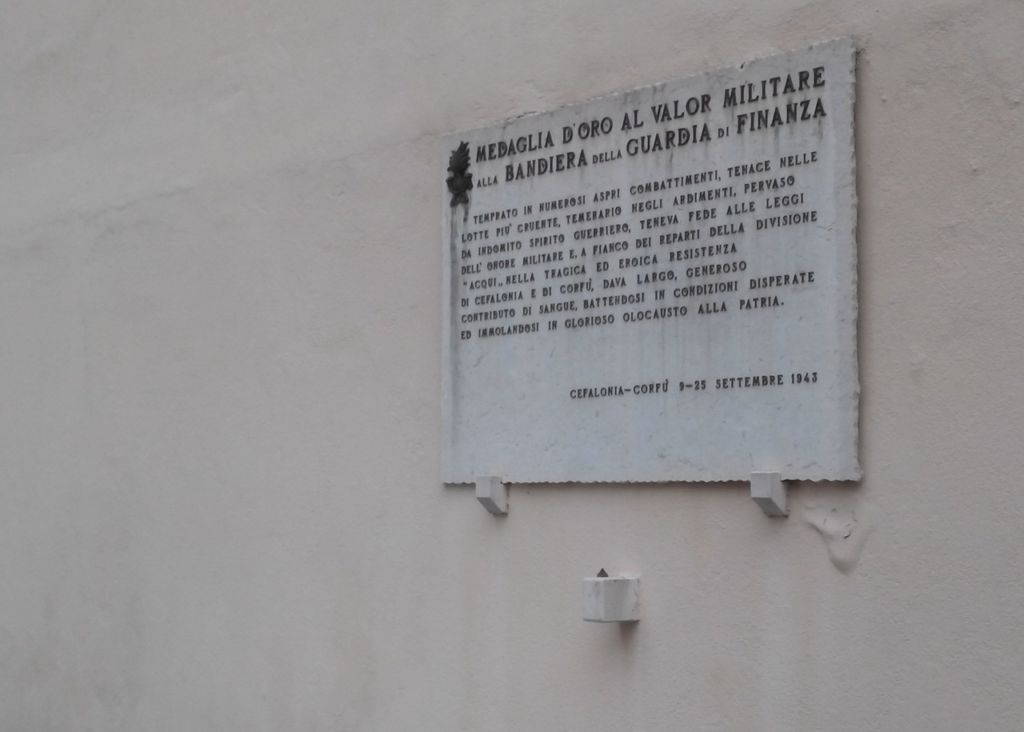 MEDAGLIA D'ORO AL VALOR MILITARE
ALLA BANDIERA DELLA GUARDIA DI FINANZA
TEMPRATO IN NUMEROSI ASPRI COMBATTIMENTI, TENACE NELLE
LOTTE PIU' CRUENTE, TEMERARIO NEGLI ARDIMENTI, PERVASO
DA INDOMITO SPIRITO GUERRIERO, TENEVA FEDE ALLE LEGGI
DELL' ONORE MILITARE E, A FIANCO DEI REPARTI DELLA DIVISIONE
"ACQUI„ NELLA TRAGICA ED EROICA RESISTENZA
DI CEFALONIA E DI CORFU', DAVA LARGO, GENEROSO
CONTRIBUTO DI SANGUE, BATTENDOSI IN CONDIZIONI DISPERATE
ED IMMOLANDOSI IN GLORIOSO OLOCAUSTO ALLA PATRIA.
CEFALONIA-CORFU' 9-25 SETTEMBRE 1943